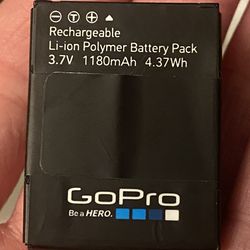 Rechargeable
Li-ion Polymer Battery Pack
3.7V 1180mAh 4.37Wh
GoPro
Be a HERO.